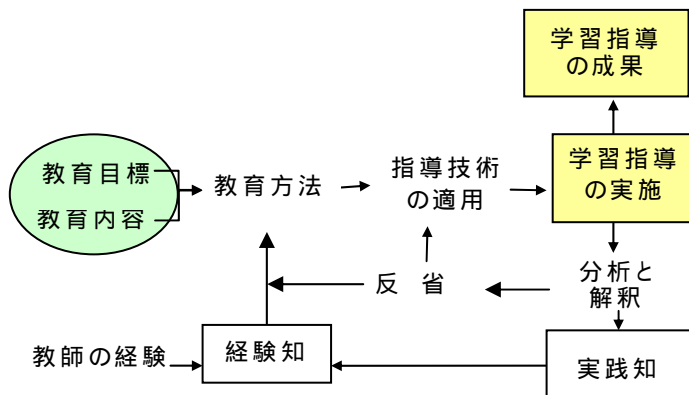 学習指導
の成果
教育目標
教育内容
教育方法
指導技術
の適用
学習指導
の実施
反 省
分析と
解釈
教師の経験
経験知
実践知